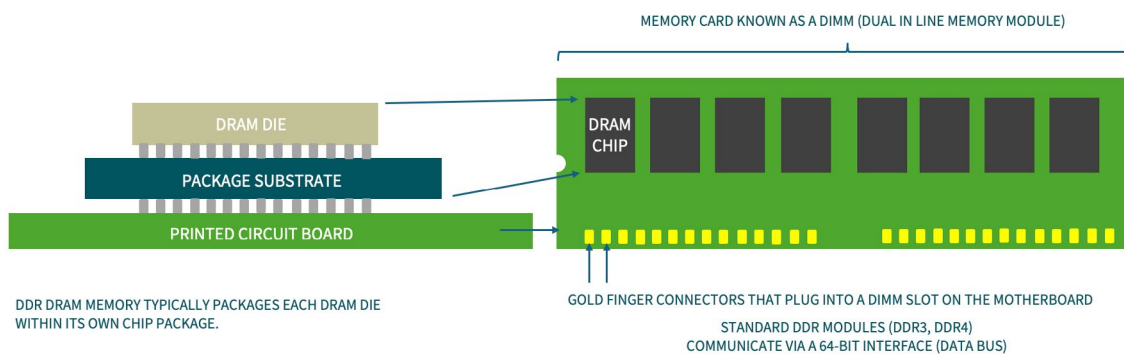 MEMORY CARD KNOWN AS A DIMM (DUAL IN LINE MEMORY MODULE)
DRAM DIE
PACKAGE SUBSTRATE
PRINTED CIRCUIT BOARD
DRAM
CHIP
DDR DRAM MEMORY TYPICALLY PACKAGES EACH DRAM DIE
WITHIN ITS OWN CHIP PACKAGE.
GOLD FINGER CONNECTORS THAT PLUG INTO A DIMM SLOT ON THE MOTHERBOARD
STANDARD DDR MODULES (DDR3, DDR4)
COMMUNICATE VIA A 64-BIT INTERFACE (DATA BUS)